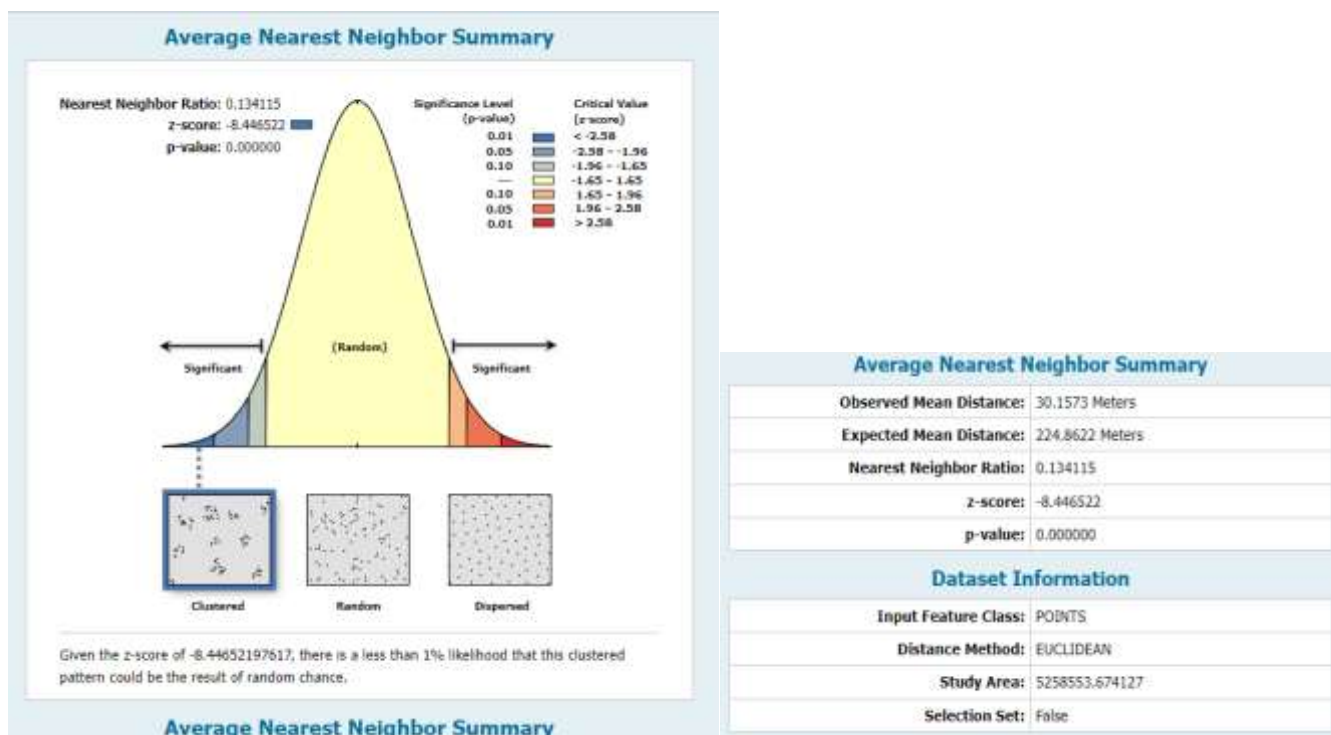 Average Nearest Neighbor Summary
Nearest Neighbor Ratio: 0.134115
z-score: -8.446522
p-value: 0.000000
Significance Level (p-value) Critical Value (z-score)
0.01 < -2.58
0.05 -2.58 - -1.96
0.10 -1.96 - -1.65
— -1.65 - 1.65
0.10 1.65 - 1.96
0.05 1.96 - 2.58
0.01 > 2.58
(Random)
Significant Significant
Clustered Random Dispersed
Given the z-score of -8.44652197617, there is a less than 1% likelihood that this clustered
pattern could be the result of random chance.
Average Nearest Neighbor Summary
Average Nearest Neighbor Summary
Observed Mean Distance: 30.1573 Meters
Expected Mean Distance: 224.8622 Meters
Nearest Neighbor Ratio: 0.134115
z-score: -8.446522
p-value: 0.000000
Dataset Information
Input Feature Class: POINTS
Distance Method: EUCLIDEAN
Study Area: 5258553.674127
Selection Set: False